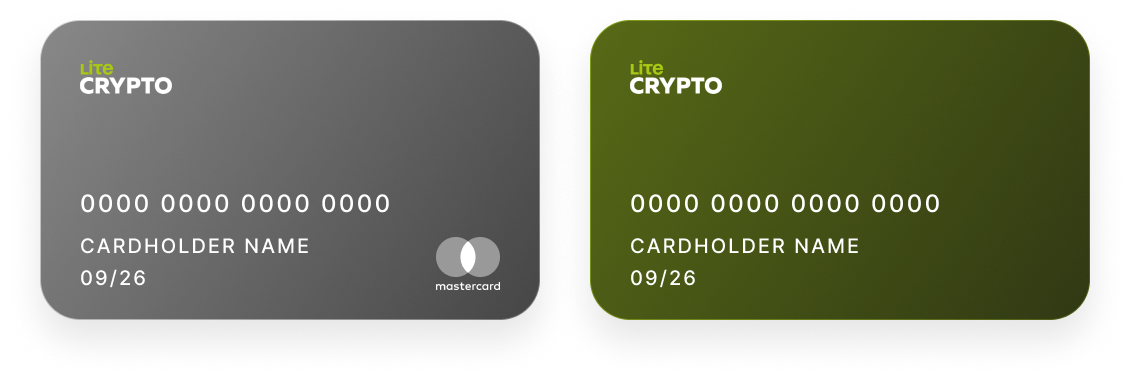 Lite
CRYPTO
0000 0000 0000 0000
CARDHOLDER NAME
09/26
mastercard
Lite
CRYPTO
0000 0000 0000 0000
CARDHOLDER NAME
09/26